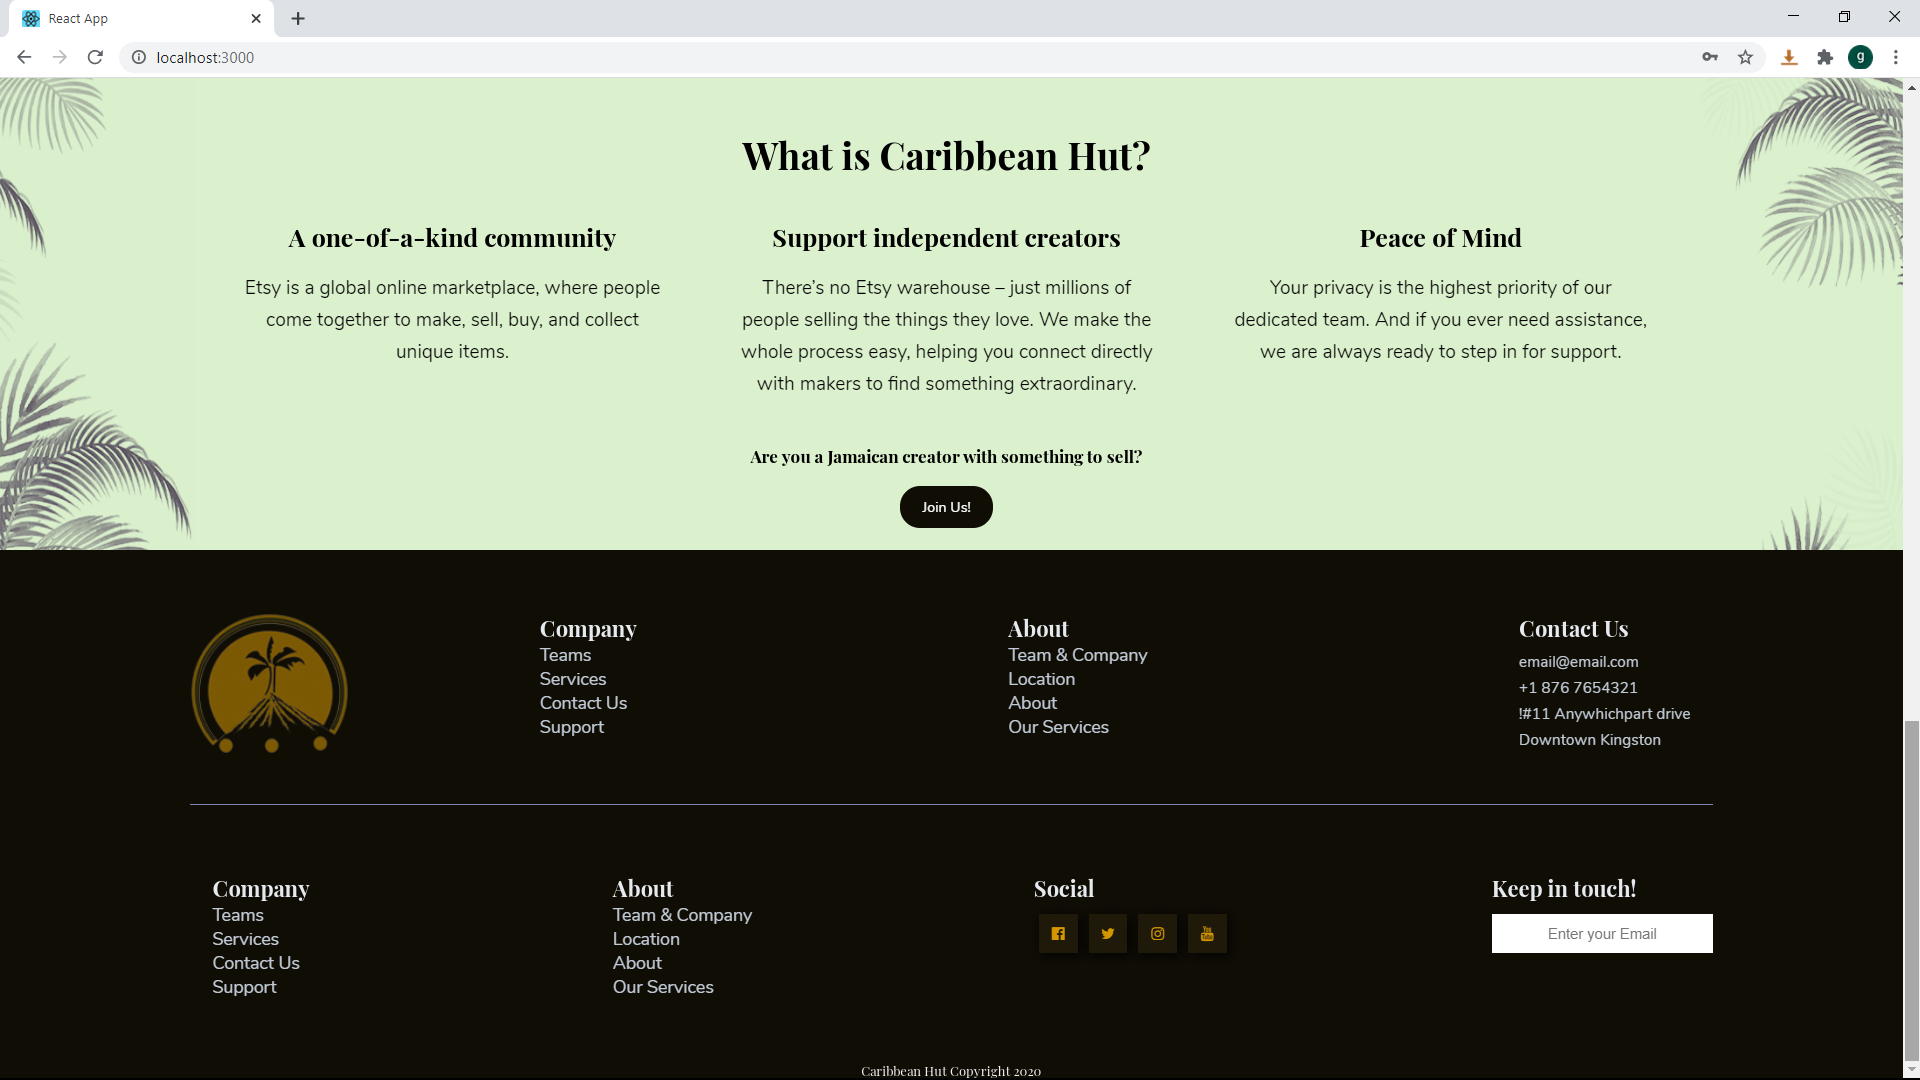 React App
localhost:3000
g
What is Caribbean Hut?
A one-of-a-kind community
Etsy is a global online marketplace, where people
come together to make, sell, buy, and collect
unique items.
Support independent creators
There's no Etsy warehouse – just millions of
people selling the things they love. We make the
whole process easy, helping you connect directly
with makers to find something extraordinary.
Peace of Mind
Your privacy is the highest priority of our
dedicated team. And if you ever need assistance,
we are always ready to step in for support.
Are you a Jamaican creator with something to sell?
Join Us!
Company
Teams
Services
Contact Us
Support
About
Team & Company
Location
About
Our Services
Contact Us
email@email.com
+1 876 7654321
!#11 Anywhichpart drive
Downtown Kingston
Company
Teams
Services
Contact Us
Support
About
Team & Company
Location
About
Our Services
Social
You
Tube
Keep in touch!
Enter your Email
Caribbean Hut Copyright 2020